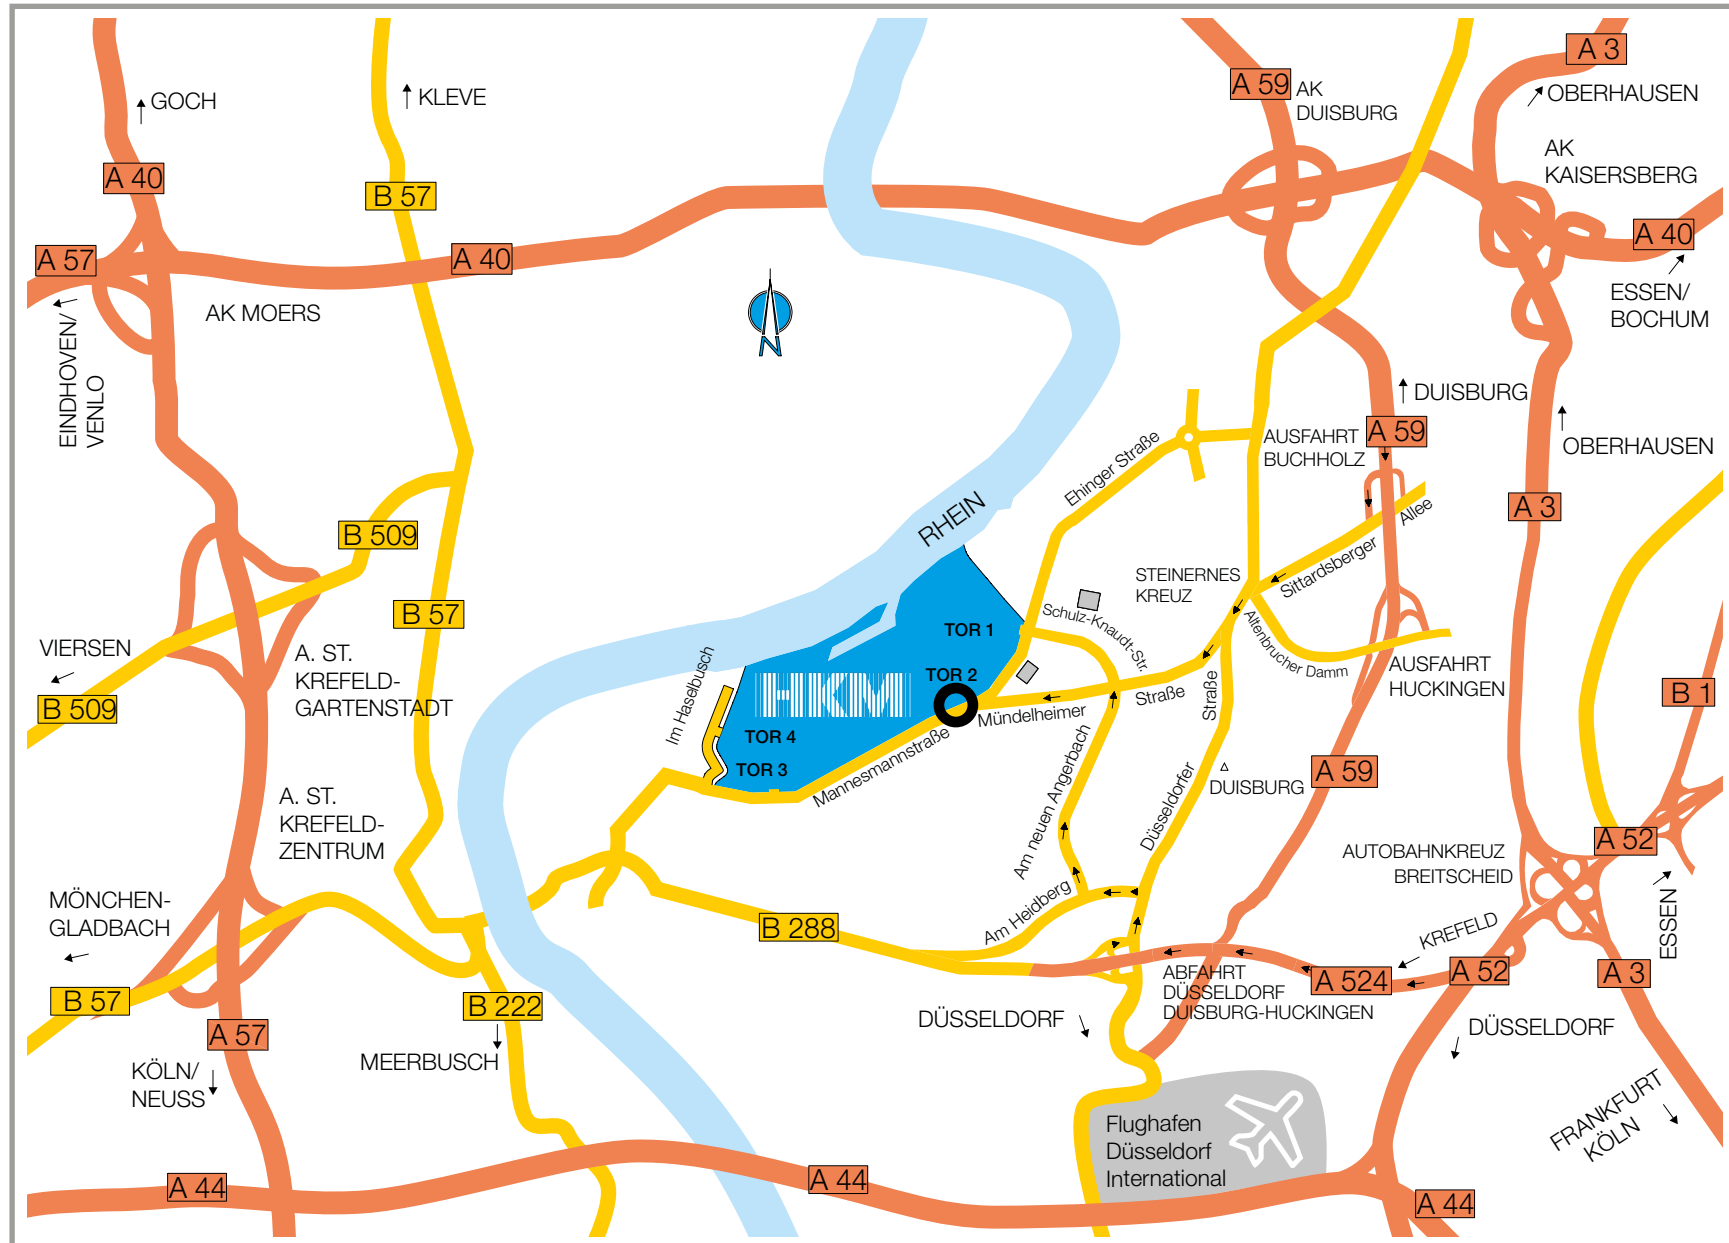 A 3
A 59
AK
DUISBURG
OBERHAUSEN
GOCH
KLEVE
AK
KAISERSBERG
A 40
B 57
A 40
A 57
A 40
ESSEN/
BOCHUM
AK MOERS
EINDHOVEN/
VENLO
N
DUISBURG
A 59
AUSFAHRT
BUCHHOLZ
OBERHAUSEN
Ehinger Straße
A 3
Allee
RHEIN
B 509
Sittardsberger
STEINERNES
KREUZ
B 57
Schulz-Knaudt-Str.
TOR 1
Altenbrucher Damm
VIERSEN
A. ST.
KREFELD-
GARTENSTADT
Im Haselbusch
TOR 2
AUSFAHRT
HUCKINGEN
B 1
B 509
HKM
Mündelheimer
Straße
Straße
TOR 4
TOR 3
Mannesmannstraße
A 59
DUISBURG
A. ST.
KREFELD-
ZENTRUM
Am neuen Angerbach
Düsseldorfer
A 52
AUTOBAHNKREUZ
BREITSCHEID
MÖNCHEN-
GLADBACH
Am Heidberg
B 288
KREFELD
ESSEN
A 52
A 3
A 524
ABFAHRT
DÜSSELDORF
DUISBURG-HUCKINGEN
B 57
B 222
DÜSSELDORF
DÜSSELDORF
A 57
MEERBUSCH
KÖLN/
NEUSS
FRANKFURT
KÖLN
Flughafen
Düsseldorf
International
A 44
A 44
A 44